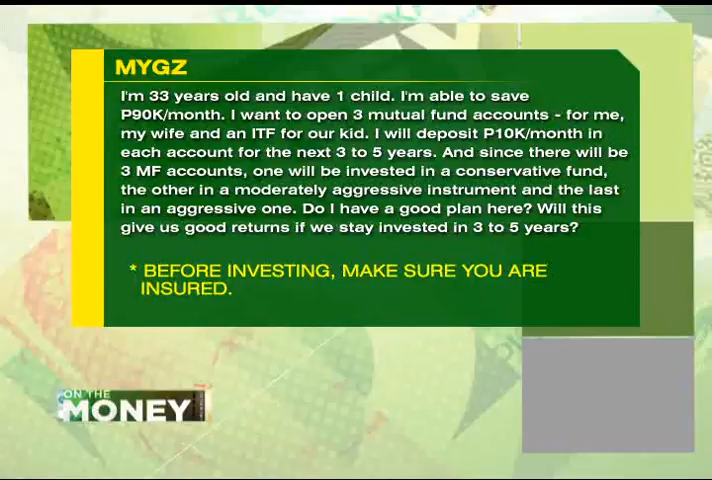 MYGZ
I'm 33 years old and have 1 child. I'm able to save
P90K/month. I want to open 3 mutual fund accounts - for me,
my wife and an ITF for our kid. I will deposit P10K/month in
each account for the next 3 to 5 years. And since there will be
3 MF accounts, one will be invested in a conservative fund,
the other in a moderately aggressive instrument and the last
in an aggressive one. Do I have a good plan here? Will this
give us good returns if we stay invested in 3 to 5 years?
* BEFORE INVESTING, MAKE SURE YOU ARE
INSURED.
ON THE
MONEY